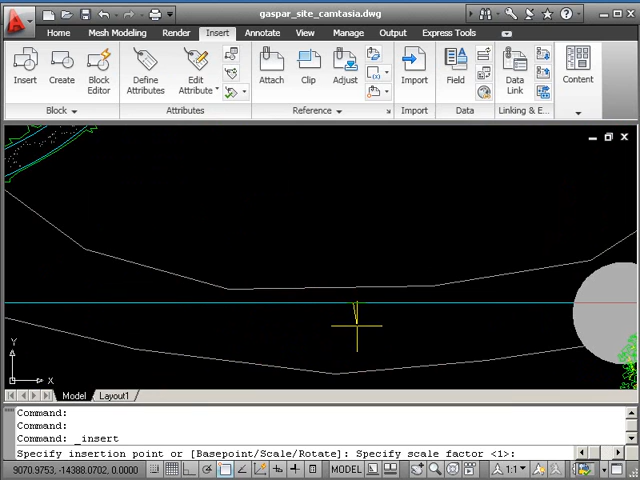 gaspar_site_camtasia.dwg
Home Mesh Modeling Render Insert Annotate View Manage Output Express Tools
Insert Create Block Editor Define Attributes Edit Attribute Attach Clip Adjust Import Field Data Link Content
Block Attributes Reference Import Data Linking & E...
Y
X
Model Layout1
Command:
Command:
Command: _insert
Specify insertion point or [Basepoint/Scale/Rotate]: Specify scale factor <1>:
9070.9753, -14388.0702, 0.0000 MODEL 1:1